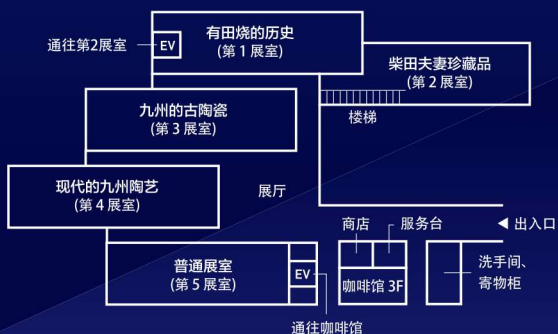 有田烧的历史
(第1展室)
通往第2展室
EV
柴田夫妻珍藏品
(第2展室)
楼梯
九州的古陶瓷
(第3展室)
现代的九州陶艺
(第4展室)
展厅
商店
服务台
◀ 出入口
普通展室
(第5展室)
EV
咖啡馆 3F
洗手间、
寄物柜
通往咖啡馆